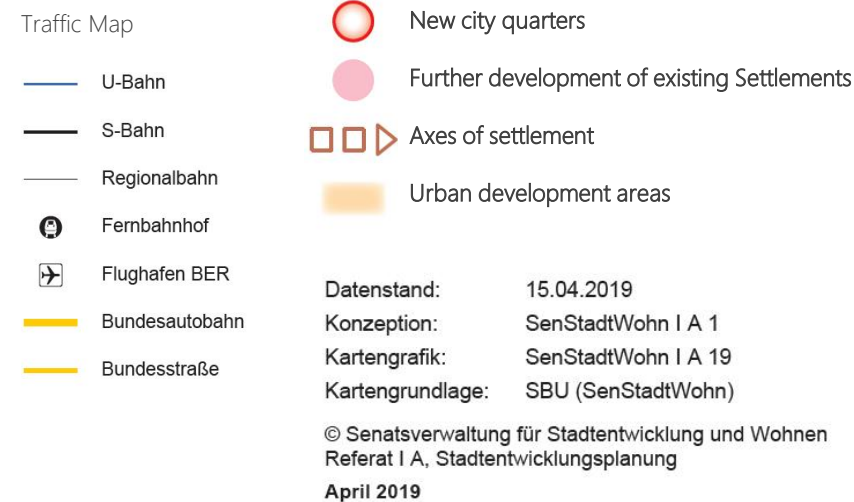 Traffic Map
U-Bahn
S-Bahn
Regionalbahn
Fernbahnhof
Flughafen BER
Bundesautobahn
Bundesstraße
New city quarters
Further development of existing Settlements
Axes of settlement
Urban development areas
Datenstand: 15.04.2019
Konzeption: SenStadtWohn I A 1
Kartengrafik: SenStadtWohn I A 19
Kartengrundlage: SBU (SenStadtWohn)
© Senatsverwaltung für Stadtentwicklung und Wohnen
Referat I A, Stadtentwicklungsplanung
April 2019